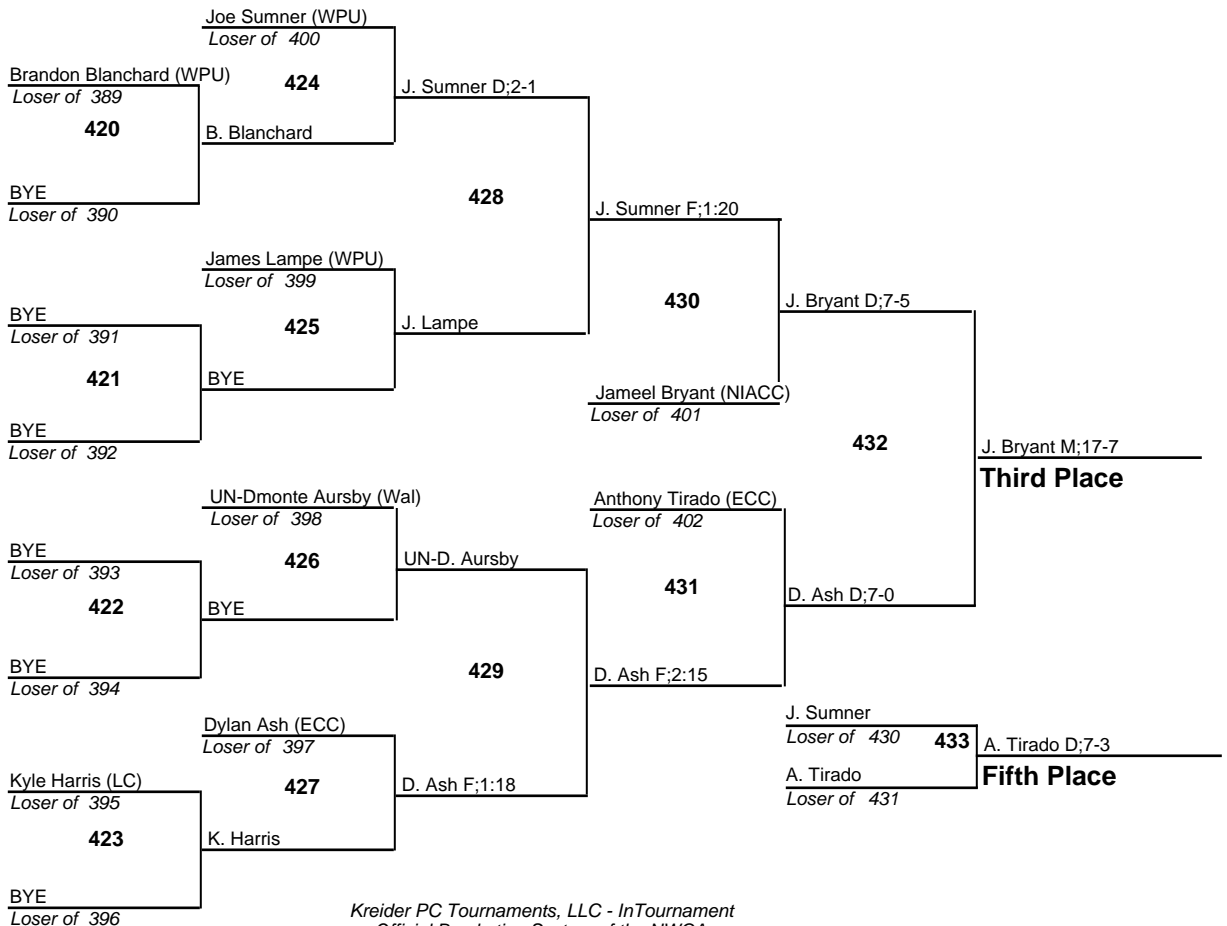 Joe Sumner (WPU)
Loser of 400
Brandon Blanchard (WPU)
424
J. Sumner D;2-1
Loser of 389
420
B. Blanchard
BYE
428
Loser of 390
J. Sumner F;1:20
James Lampe (WPU)
Loser of 399
BYE
430
J. Bryant D;7-5
Loser of 391
425
J. Lampe
421
BYE
Jameel Bryant (NIACC)
Loser of 401
BYE
432
Loser of 392
J. Bryant M;17-7
Third Place
UN-Dmonte Aursby (Wal)
Anthony Tirado (ECC)
Loser of 398
Loser of 402
BYE
426
UN-D. Aursby
Loser of 393
431
422
BYE
D. Ash D;7-0
BYE
429
D. Ash F;2:15
Loser of 394
Dylan Ash (ECC)
J. Sumner
Loser of 397
Loser of 430
433
A. Tirado D;7-3
Kyle Harris (LC)
427
D. Ash F;1:18
A. Tirado
Fifth Place
Loser of 395
Loser of 431
423
K. Harris
BYE
Loser of 396
Kreider PC Tournaments, LLC - InTournament